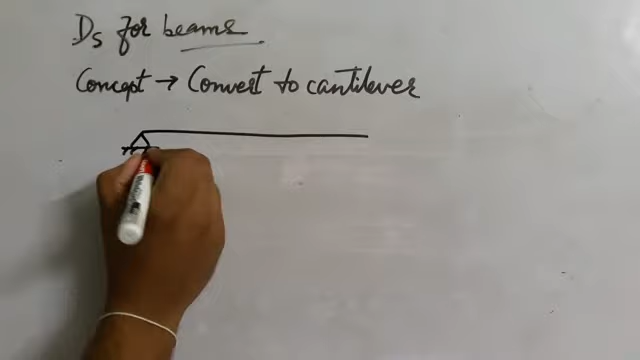 Ds for beams
Concept → Convert to cantilever